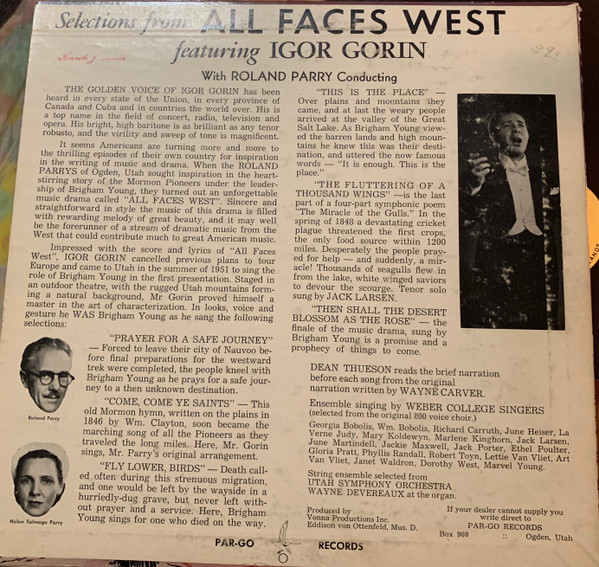 Selections from ALL FACES WEST
featuring IGOR GORIN
With ROLAND PARRY Conducting
THE GOLDEN VOICE OF IGOR GORIN has been
heard in every state of the Union, in every province of
Canada and Cuba and in countries the world over. His is
a top name in the field of concert, radio, television and
opera. His bright, high baritone is as brilliant as any tenor
robusto, and the virility and sweep of tone is magnificent.
It seems Americans are turning more and more to
the thrilling episodes of their own country for inspiration
in the writing of music and drama. When the ROLAND
PARRYS of Ogden, Utah sought inspiration in the heart-
stirring story of the Mormon Pioneers under the leader-
ship of Brigham Young, they turned out an unforgettable
music drama called "ALL FACES WEST". Sincere and
straightforward in style the music of this drama is filled
with rewarding melody of great beauty, and it may well
be the forerunner of a stream of dramatic music from the
West that could contribute much to great American music.
Impressed with the score and lyrics of "All Faces
West", IGOR GORIN cancelled previous plans to tour
Europe and came to Utah in the summer of 1951 to sing the
role of Brigham Young in the first presentation. Staged in
an outdoor theatre, with the rugged Utah mountains form-
ing a natural background, Mr Gorin proved himself a
master in the art of characterization. In looks, voice and
gesture he WAS Brigham Young as he sang the following
selections:
"PRAYER FOR A SAFE JOURNEY"
— Forced to leave their city of Nauvoo be-
fore final preparations for the westward
trek were completed, the people kneel with
Brigham Young as he prays for a safe jour-
ney to a then unknown destination.
Roland Parry
"COME, COME YE SAINTS" — This
old Mormon hymn, written on the plains in
1846 by Wm. Clayton, soon became the
marching song of all the Pioneers as they
traveled the long miles. Here, Mr. Gorin
sings, Mr. Parry's original arrangement.
"FLY LOWER, BIRDS" — Death call-
ed often during this strenuous migration,
and one would be left by the wayside in a
hurriedly-dug grave, but never left with-
out prayer and a service. Here, Brigham
Young sings for one who died on the way.
Helen Talmage Parry
"THIS IS THE PLACE" —
Over plains and mountains they
came, and at last the weary people
arrived at the valley of the Great
Salt Lake. As Brigham Young view-
ed the barren lands and high moun-
tains he knew this was their desti-
nation, and uttered the now famous
words — "It is enough. This is the
place."
"THE FLUTTERING OF A
THOUSAND WINGS" —is the last
part of a four-part symphonic poem
"The Miracle of the Gulls." In the
spring of 1848 a devastating cricket
plague threatened the first crops,
the only food source within 1200
miles. Desperately the people pray-
ed for help — and suddenly, a mir-
acle! Thousands of seagulls flew in
from the lake, white winged saviors
to devour the scourge. Tenor solo
sung by JACK LARSEN.
"THEN SHALL THE DESERT
BLOSSOM AS THE ROSE" — the
finale of the music drama, sung by
Brigham Young is a promise and a
prophecy of things to come.
DEAN THUESON reads the brief narration
before each song from the original
narration written by WAYNE CARVER.
Ensemble singing by WEBER COLLEGE SINGERS
(selected from the original 200 voice choir.)
Georgia Bobolis, Wm. Bobolis, Richard Carruth, June Heiser, La
Verne Judy, Mary Koldewyn, Marlene Kinghorn, Jack Larsen,
June Martindell, Jackie Maxwell, Jack Porter, Ethel Poulter,
Gloria Pratt, Phyllis Randall, Robert Toyn, Lettie Van Vliet, Art
Van Vliet, Janet Waldron, Dorothy West, Marvel Young.
String ensemble selected from
UTAH SYMPHONY ORCHESTRA
WAYNE DEVEREAUX at the organ.
Produced by
Vonna Productions Inc.
Eddison von Ottenfeld, Mus. D.
If your dealer cannot supply you
write direct to
PAR-GO RECORDS
Box 968 :: Ogden, Utah
PAR-GO RECORDS